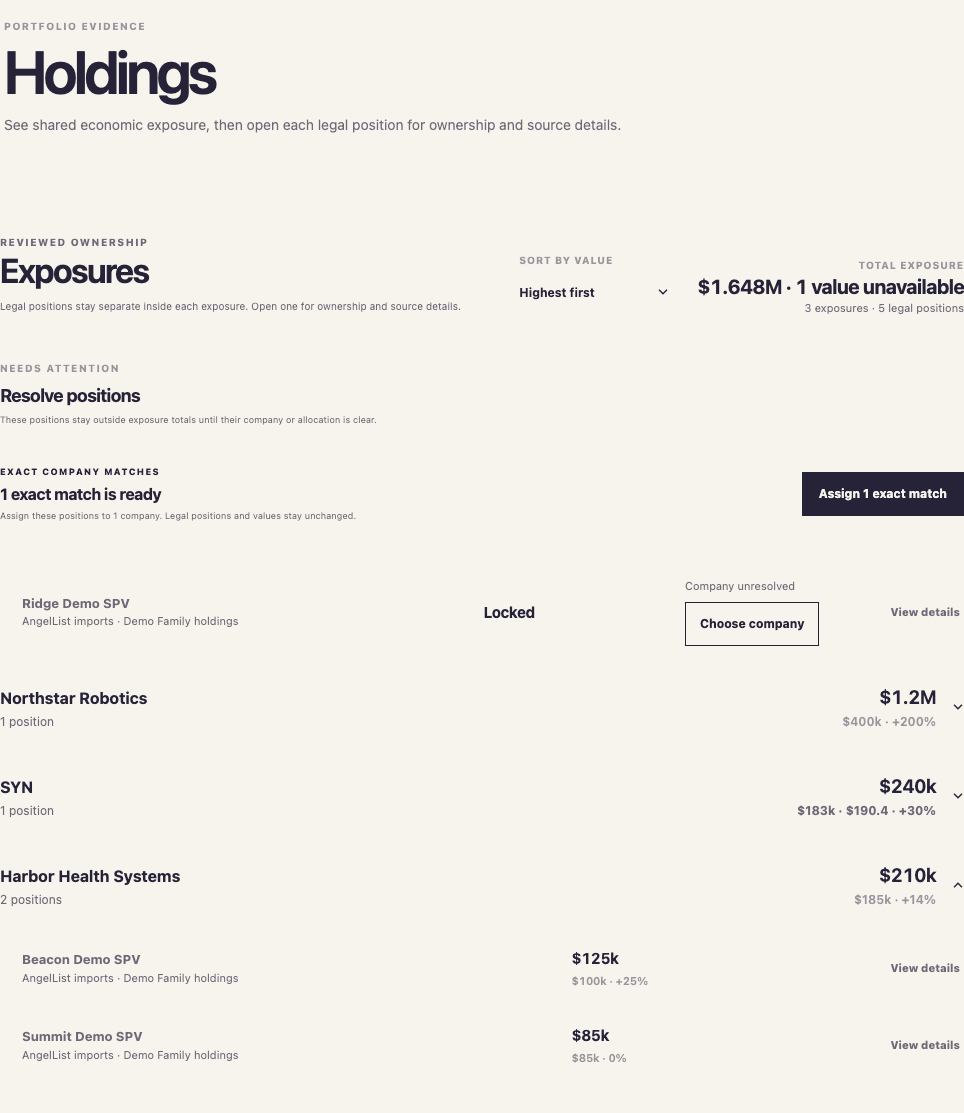 PORTFOLIO EVIDENCE
Holdings
See shared economic exposure, then open each legal position for ownership and source details.
REVIEWED OWNERSHIP
Exposures
Legal positions stay separate inside each exposure. Open one for ownership and source details.
SORT BY VALUE
Highest first
TOTAL EXPOSURE
$1.648M · 1 value unavailable
3 exposures · 5 legal positions
NEEDS ATTENTION
Resolve positions
These positions stay outside exposure totals until their company or allocation is clear.
EXACT COMPANY MATCHES
1 exact match is ready
Assign these positions to 1 company. Legal positions and values stay unchanged.
Assign 1 exact match
Ridge Demo SPV
AngelList imports · Demo Family holdings
Locked
Company unresolved
Choose company
View details
Northstar Robotics
1 position
$1.2M
$400k · +200%
SYN
1 position
$240k
$183k · $190.4 · +30%
Harbor Health Systems
2 positions
$210k
$185k · +14%
Beacon Demo SPV
AngelList imports · Demo Family holdings
$125k
$100k · +25%
View details
Summit Demo SPV
AngelList imports · Demo Family holdings
$85k
$85k · 0%
View details